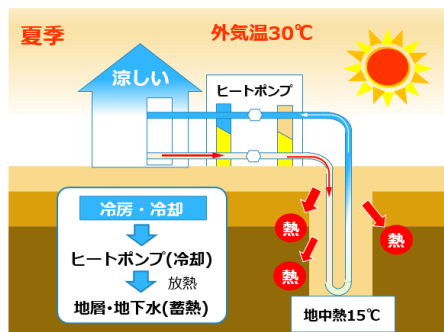 夏季
外気温30℃
涼しい
ヒートポンプ
冷房・冷却
ヒートポンプ(冷却)
放熱
地層・地下水(蓄熱)
熱
熱
熱
地中熱15℃